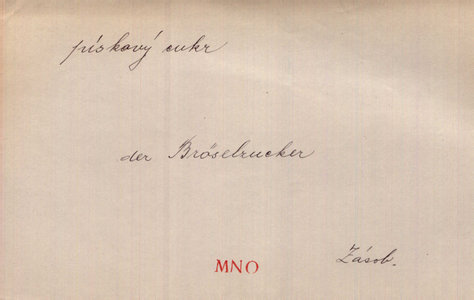 pískový cukr
der Bröselzucker
MNO
Zásob.